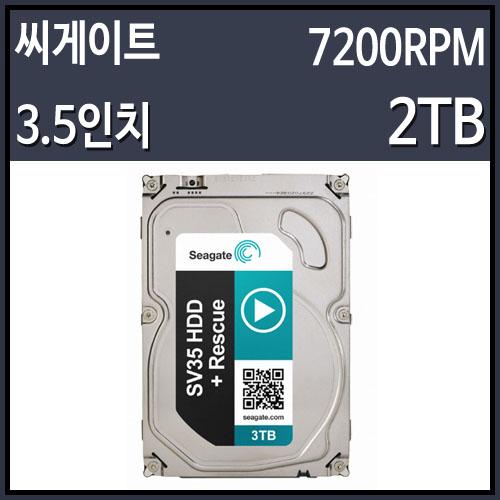 씨게이트 7200RPM
3.5인치 2TB
Seagate
SV35 HDD
+ Rescue
seagate.com
3TB